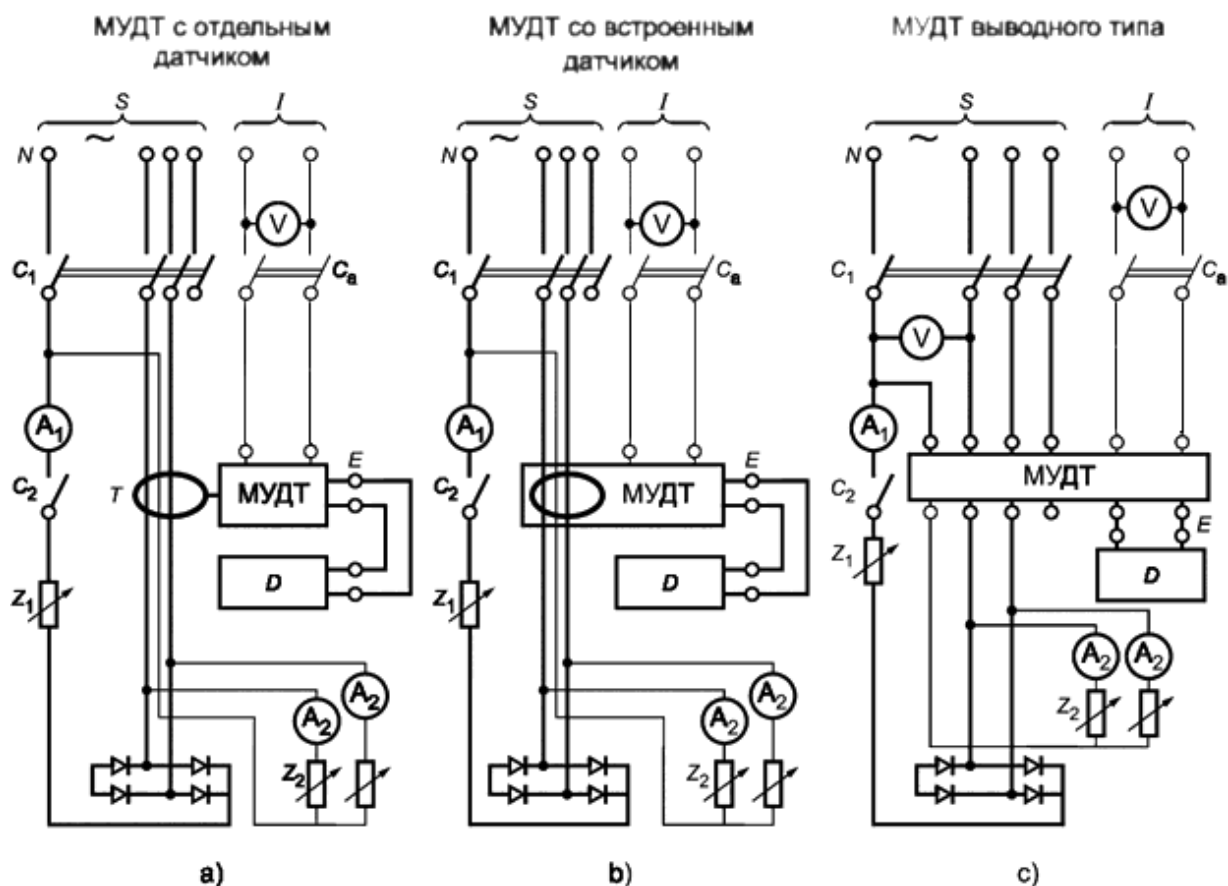 МУДТ с отдельным
датчиком
МУДТ со встроенным
датчиком
МУДТ выводного типа
S
I
S
I
S
I
~
~
~
N
N
N
V
V
V
C1
Ca
C1
Ca
C1
Ca
V
A1
A1
A1
C2
T
МУДТ
E
C2
МУДТ
E
C2
МУДТ
E
Z1
D
Z1
D
Z1
D
A2
A2
A2
A2
A2
A2
Z2
Z2
Z2
a)
b)
c)